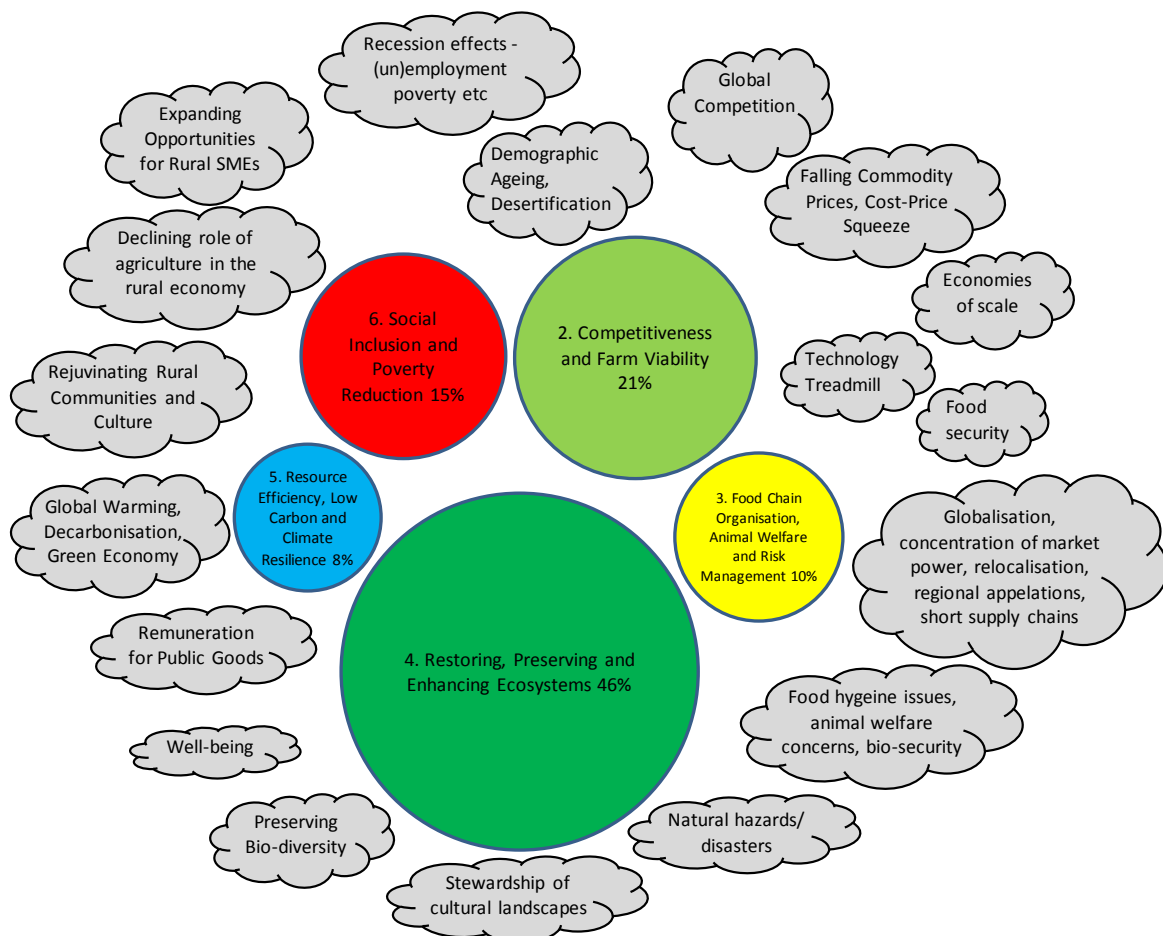 Recession effects -
(un)employment
poverty etc
Global
Competition
Expanding
Opportunities
for Rural SMEs
Demographic
Ageing,
Desertification
Falling Commodity
Prices, Cost-Price
Squeeze
Declining role of
agriculture in the
rural economy
Economies
of scale
6. Social
Inclusion and
Poverty
Reduction 15%
2. Competitiveness
and Farm Viability
21%
Technology
Treadmill
Rejuvinating Rural
Communities and
Culture
Food
security
5. Resource
Efficiency, Low
Carbon and
Climate
Resilience 8%
3. Food Chain
Organisation,
Animal Welfare
and Risk
Management 10%
Global Warming,
Decarbonisation,
Green Economy
Globalisation,
concentration of market
power, relocalisation,
regional appelations,
short supply chains
Remuneration
for Public Goods
4. Restoring, Preserving and
Enhancing Ecosystems 46%
Food hygeine issues,
animal welfare
concerns, bio-security
Well-being
Preserving
Bio-diversity
Natural hazards/
disasters
Stewardship of
cultural landscapes